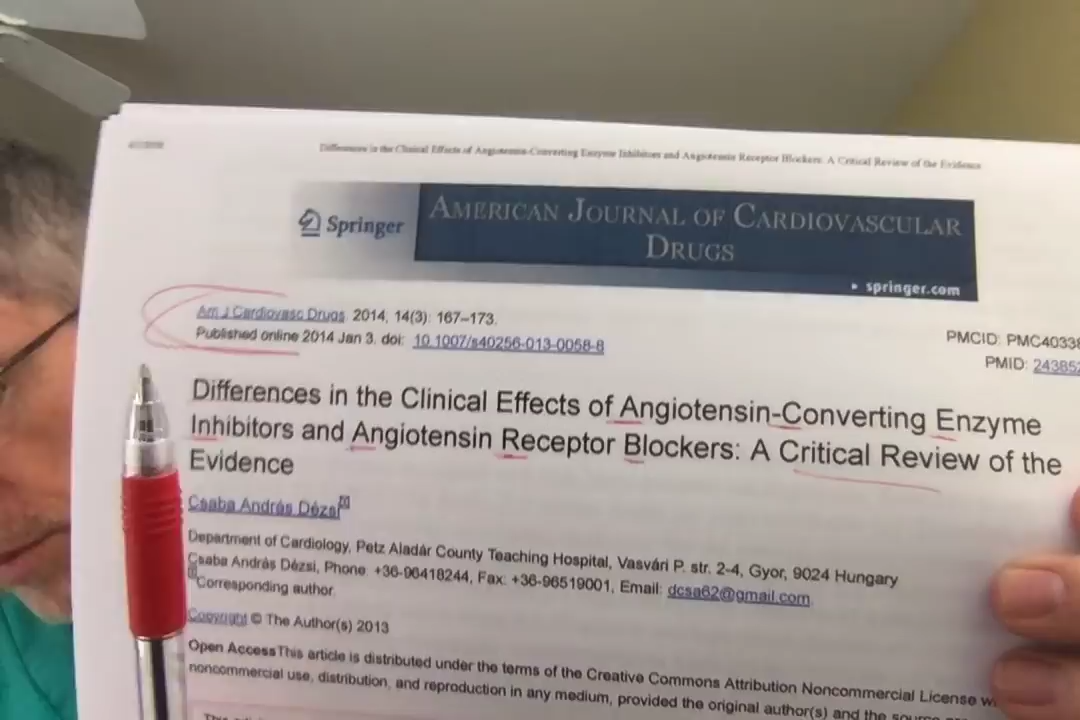 Differences in the Clinical Effects of Angiotensin-Converting Enzyme Inhibitors and Angiotensin Receptor Blockers: A Critical Review of the Evidence
Springer
AMERICAN JOURNAL OF CARDIOVASCULAR
DRUGS
springer.com
Am J Cardiovasc Drugs. 2014, 14(3): 167–173.
Published online 2014 Jan 3. doi: 10.1007/s40256-013-0058-8
PMCID: PMC40338
PMID: 243852
Differences in the Clinical Effects of Angiotensin-Converting Enzyme
Inhibitors and Angiotensin Receptor Blockers: A Critical Review of the
Evidence
Csaba András Dézsi
Department of Cardiology, Petz Aladár County Teaching Hospital, Vasvári P. str. 2-4, Gyor, 9024 Hungary
Csaba András Dézsi, Phone: +36-96418244, Fax: +36-96519001, Email: dcsa62@gmail.com.
Corresponding author.
Copyright © The Author(s) 2013
Open Access This article is distributed under the terms of the Creative Commons Attribution Noncommercial License
noncommercial use, distribution, and reproduction in any medium, provided the original author(s) and the source